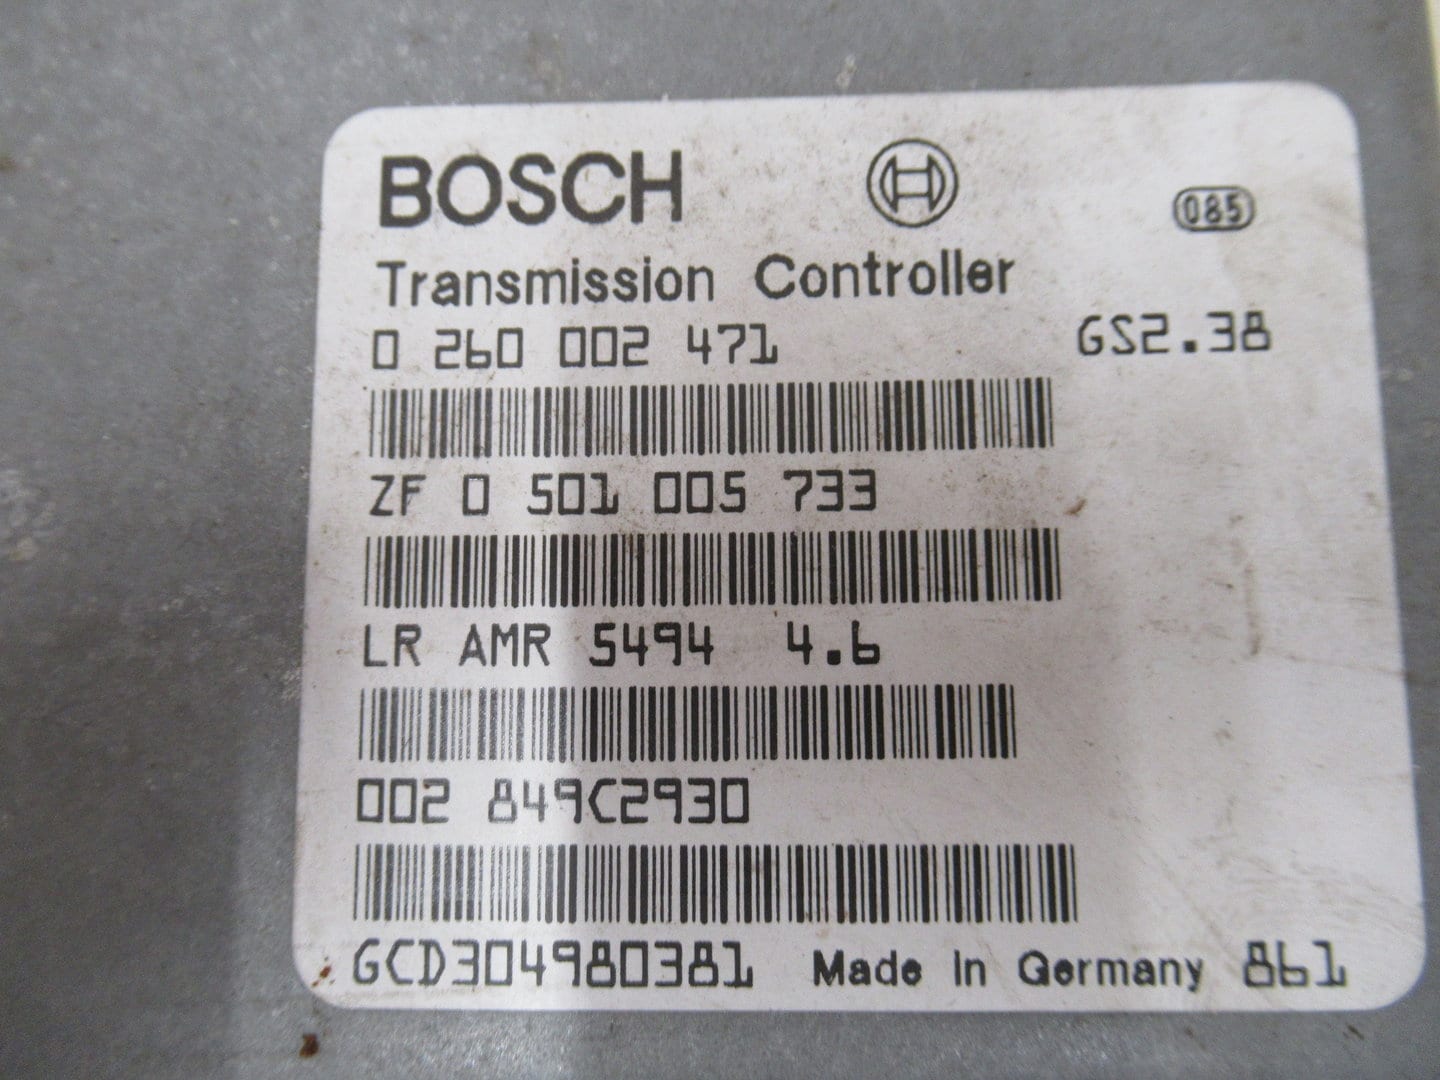 BOSCH 085
Transmission Controller
0 260 002 471 GS2.38
ZF 0 501 005 733
LR AMR 5494 4.6
002 849C2930
GCD304980381 Made in Germany 861